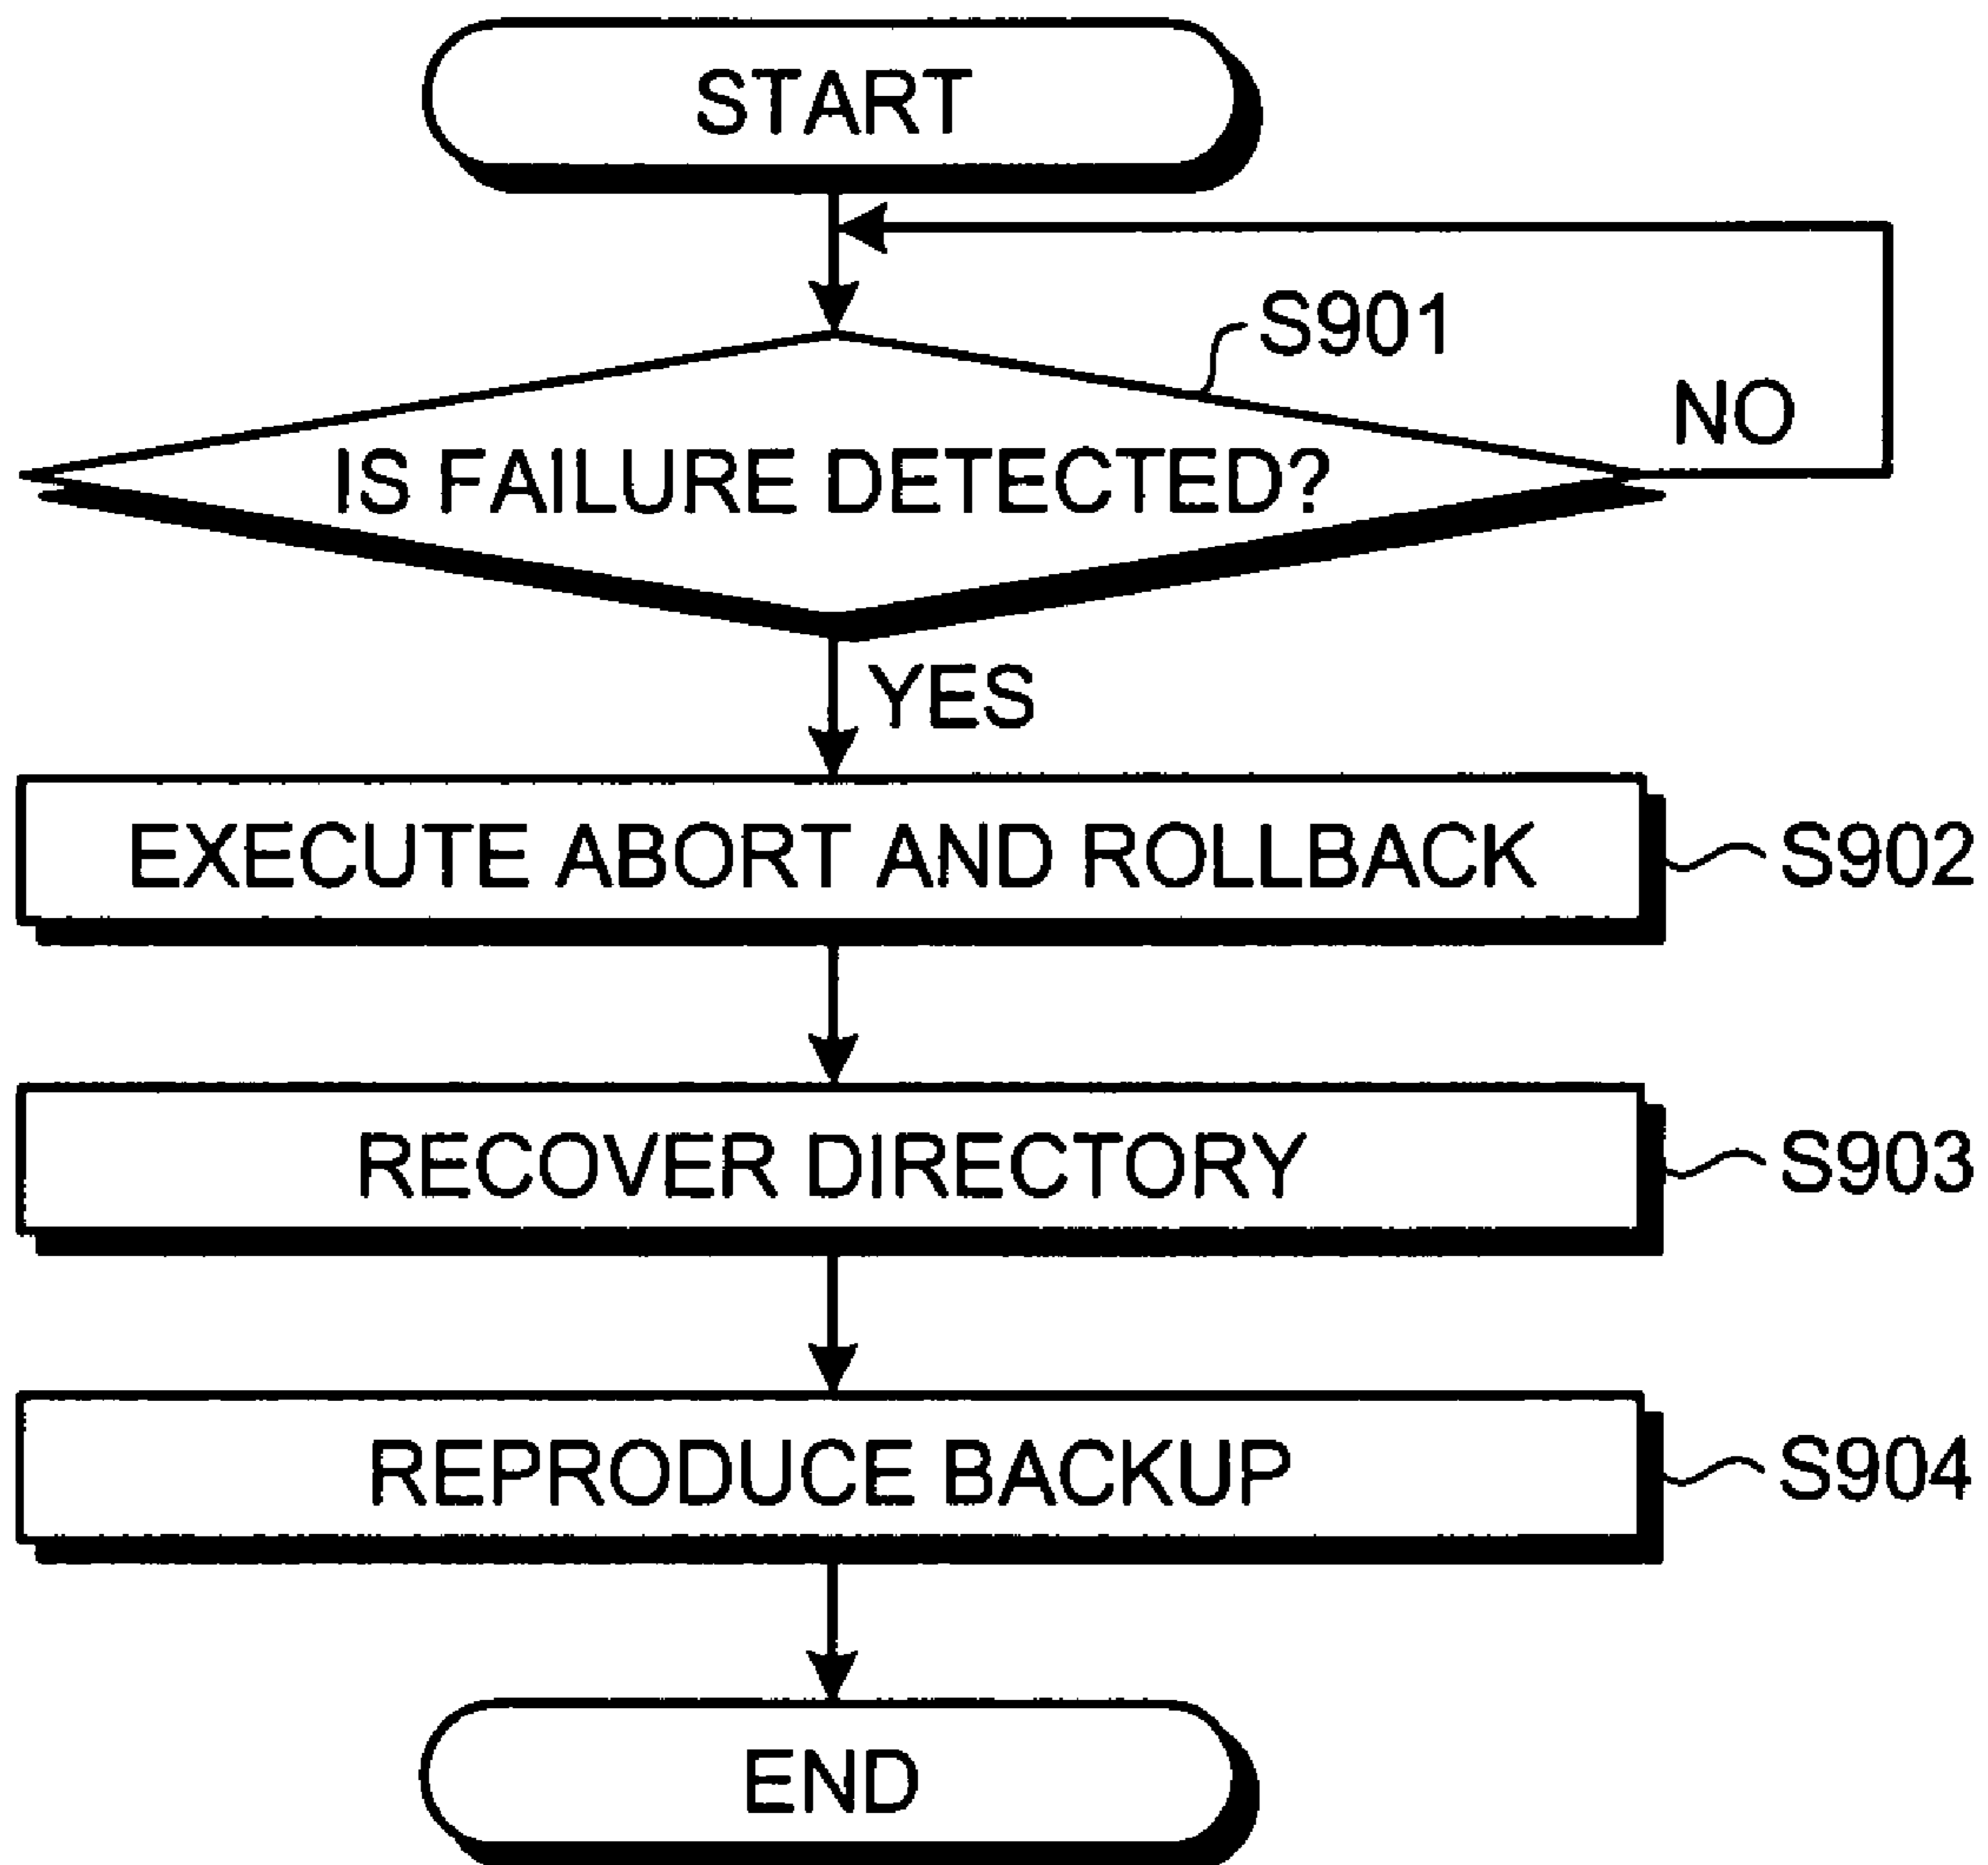 START
S901
NO
IS FAILURE DETECTED?
YES
EXECUTE ABORT AND ROLLBACK
S902
RECOVER DIRECTORY
S903
REPRODUCE BACKUP
S904
END